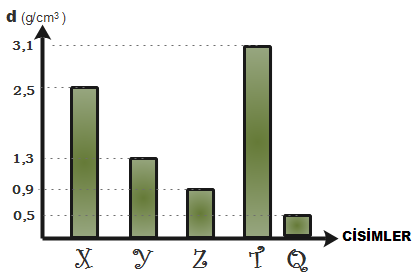 d (g/cm³)
3,1
2,5
1,3
0,9
0,5
CİSİMLER
X Y Z T Q